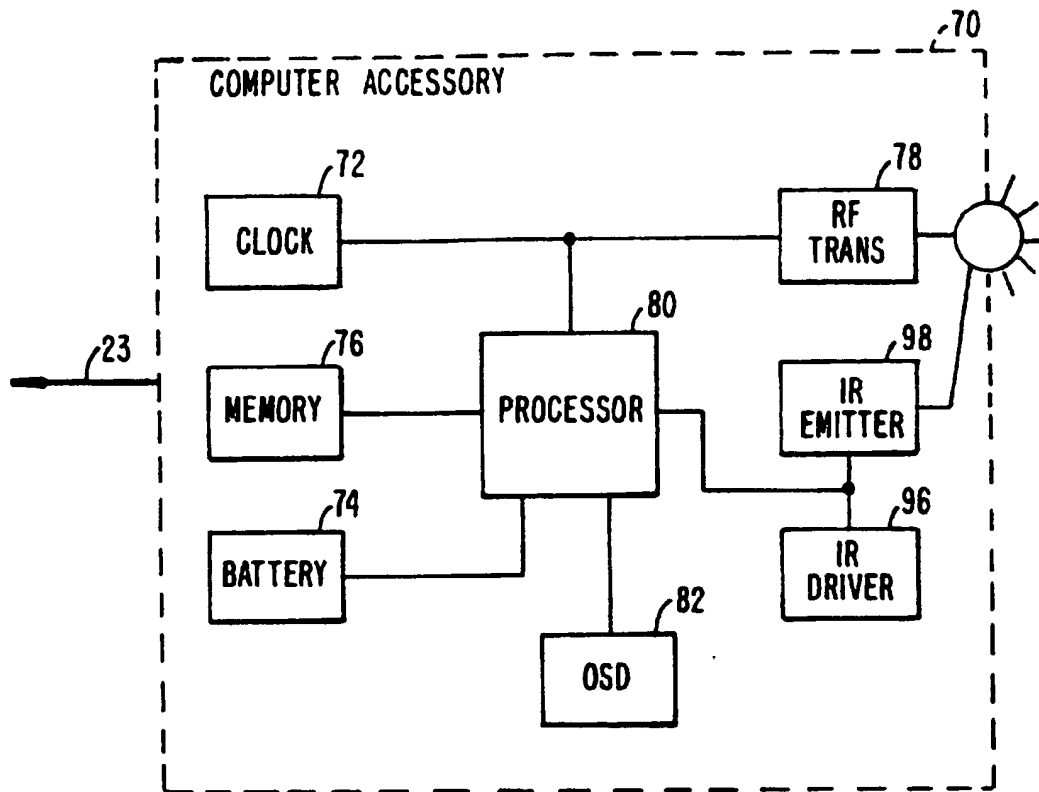 70
COMPUTER ACCESSORY
72
CLOCK
78
RF
TRANS
80
PROCESSOR
23
76
MEMORY
98
IR
EMITTER
74
BATTERY
96
IR
DRIVER
82
OSD